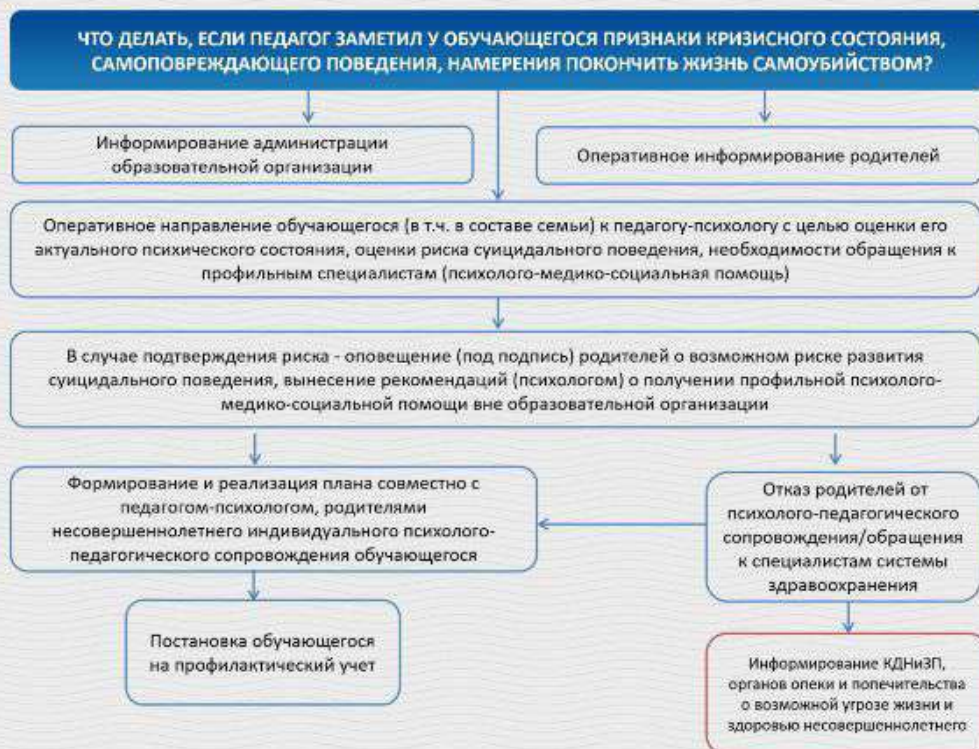 ЧТО ДЕЛАТЬ, ЕСЛИ ПЕДАГОГ ЗАМЕТИЛ У ОБУЧАЮЩЕГОСЯ ПРИЗНАКИ КРИЗИСНОГО СОСТОЯНИЯ,
САМОПОВРЕЖДАЮЩЕГО ПОВЕДЕНИЯ, НАМЕРЕНИЯ ПОКОНЧИТЬ ЖИЗНЬ САМОУБИЙСТВОМ?
Информирование администрации
образовательной организации
Оперативное информирование родителей
Оперативное направление обучающегося (в т.ч. в составе семьи) к педагогу-психологу с целью оценки его
актуального психического состояния, оценки риска суицидального поведения, необходимости обращения к
профильным специалистам (психолого-медико-социальная помощь)
В случае подтверждения риска - оповещение (под подпись) родителей о возможном риске развития
суицидального поведения, вынесение рекомендаций (психологом) о получении профильной психолого-
медико-социальной помощи вне образовательной организации
Формирование и реализация плана совместно с
педагогом-психологом, родителями
несовершеннолетнего индивидуального психолого-
педагогического сопровождения обучающегося
Отказ родителей от
психолого-педагогического
сопровождения/обращения
к специалистам системы
здравоохранения
Постановка обучающегося
на профилактический учет
Информирование КДНиЗП,
органов опеки и попечительства
о возможной угрозе жизни и
здоровью несовершеннолетнего